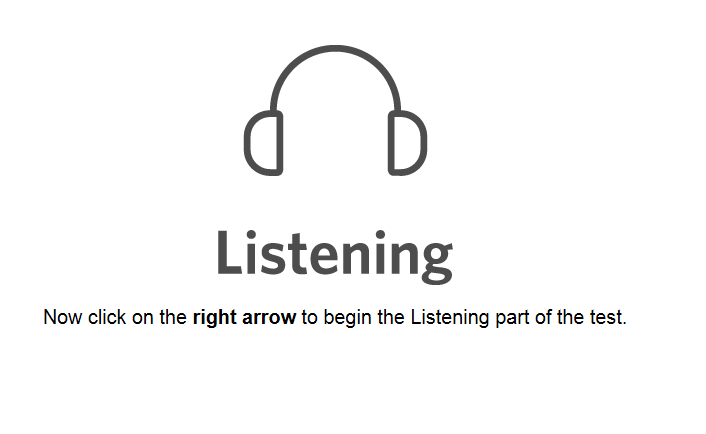 Listening
Now click on the right arrow to begin the Listening part of the test.